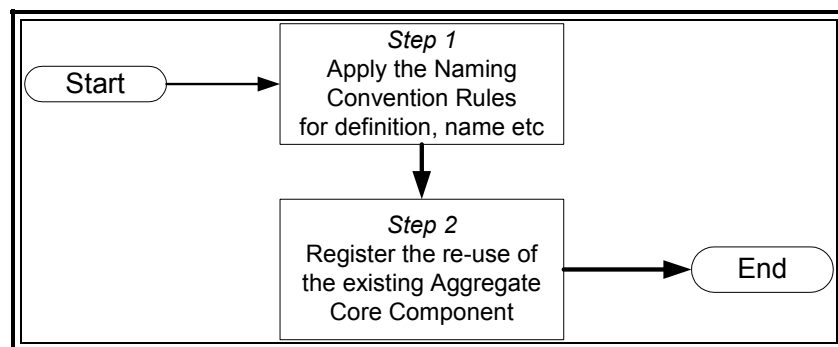 Start
Step 1
Apply the Naming
Convention Rules
for definition, name etc
Step 2
Register the re-use of
the existing Aggregate
Core Component
End